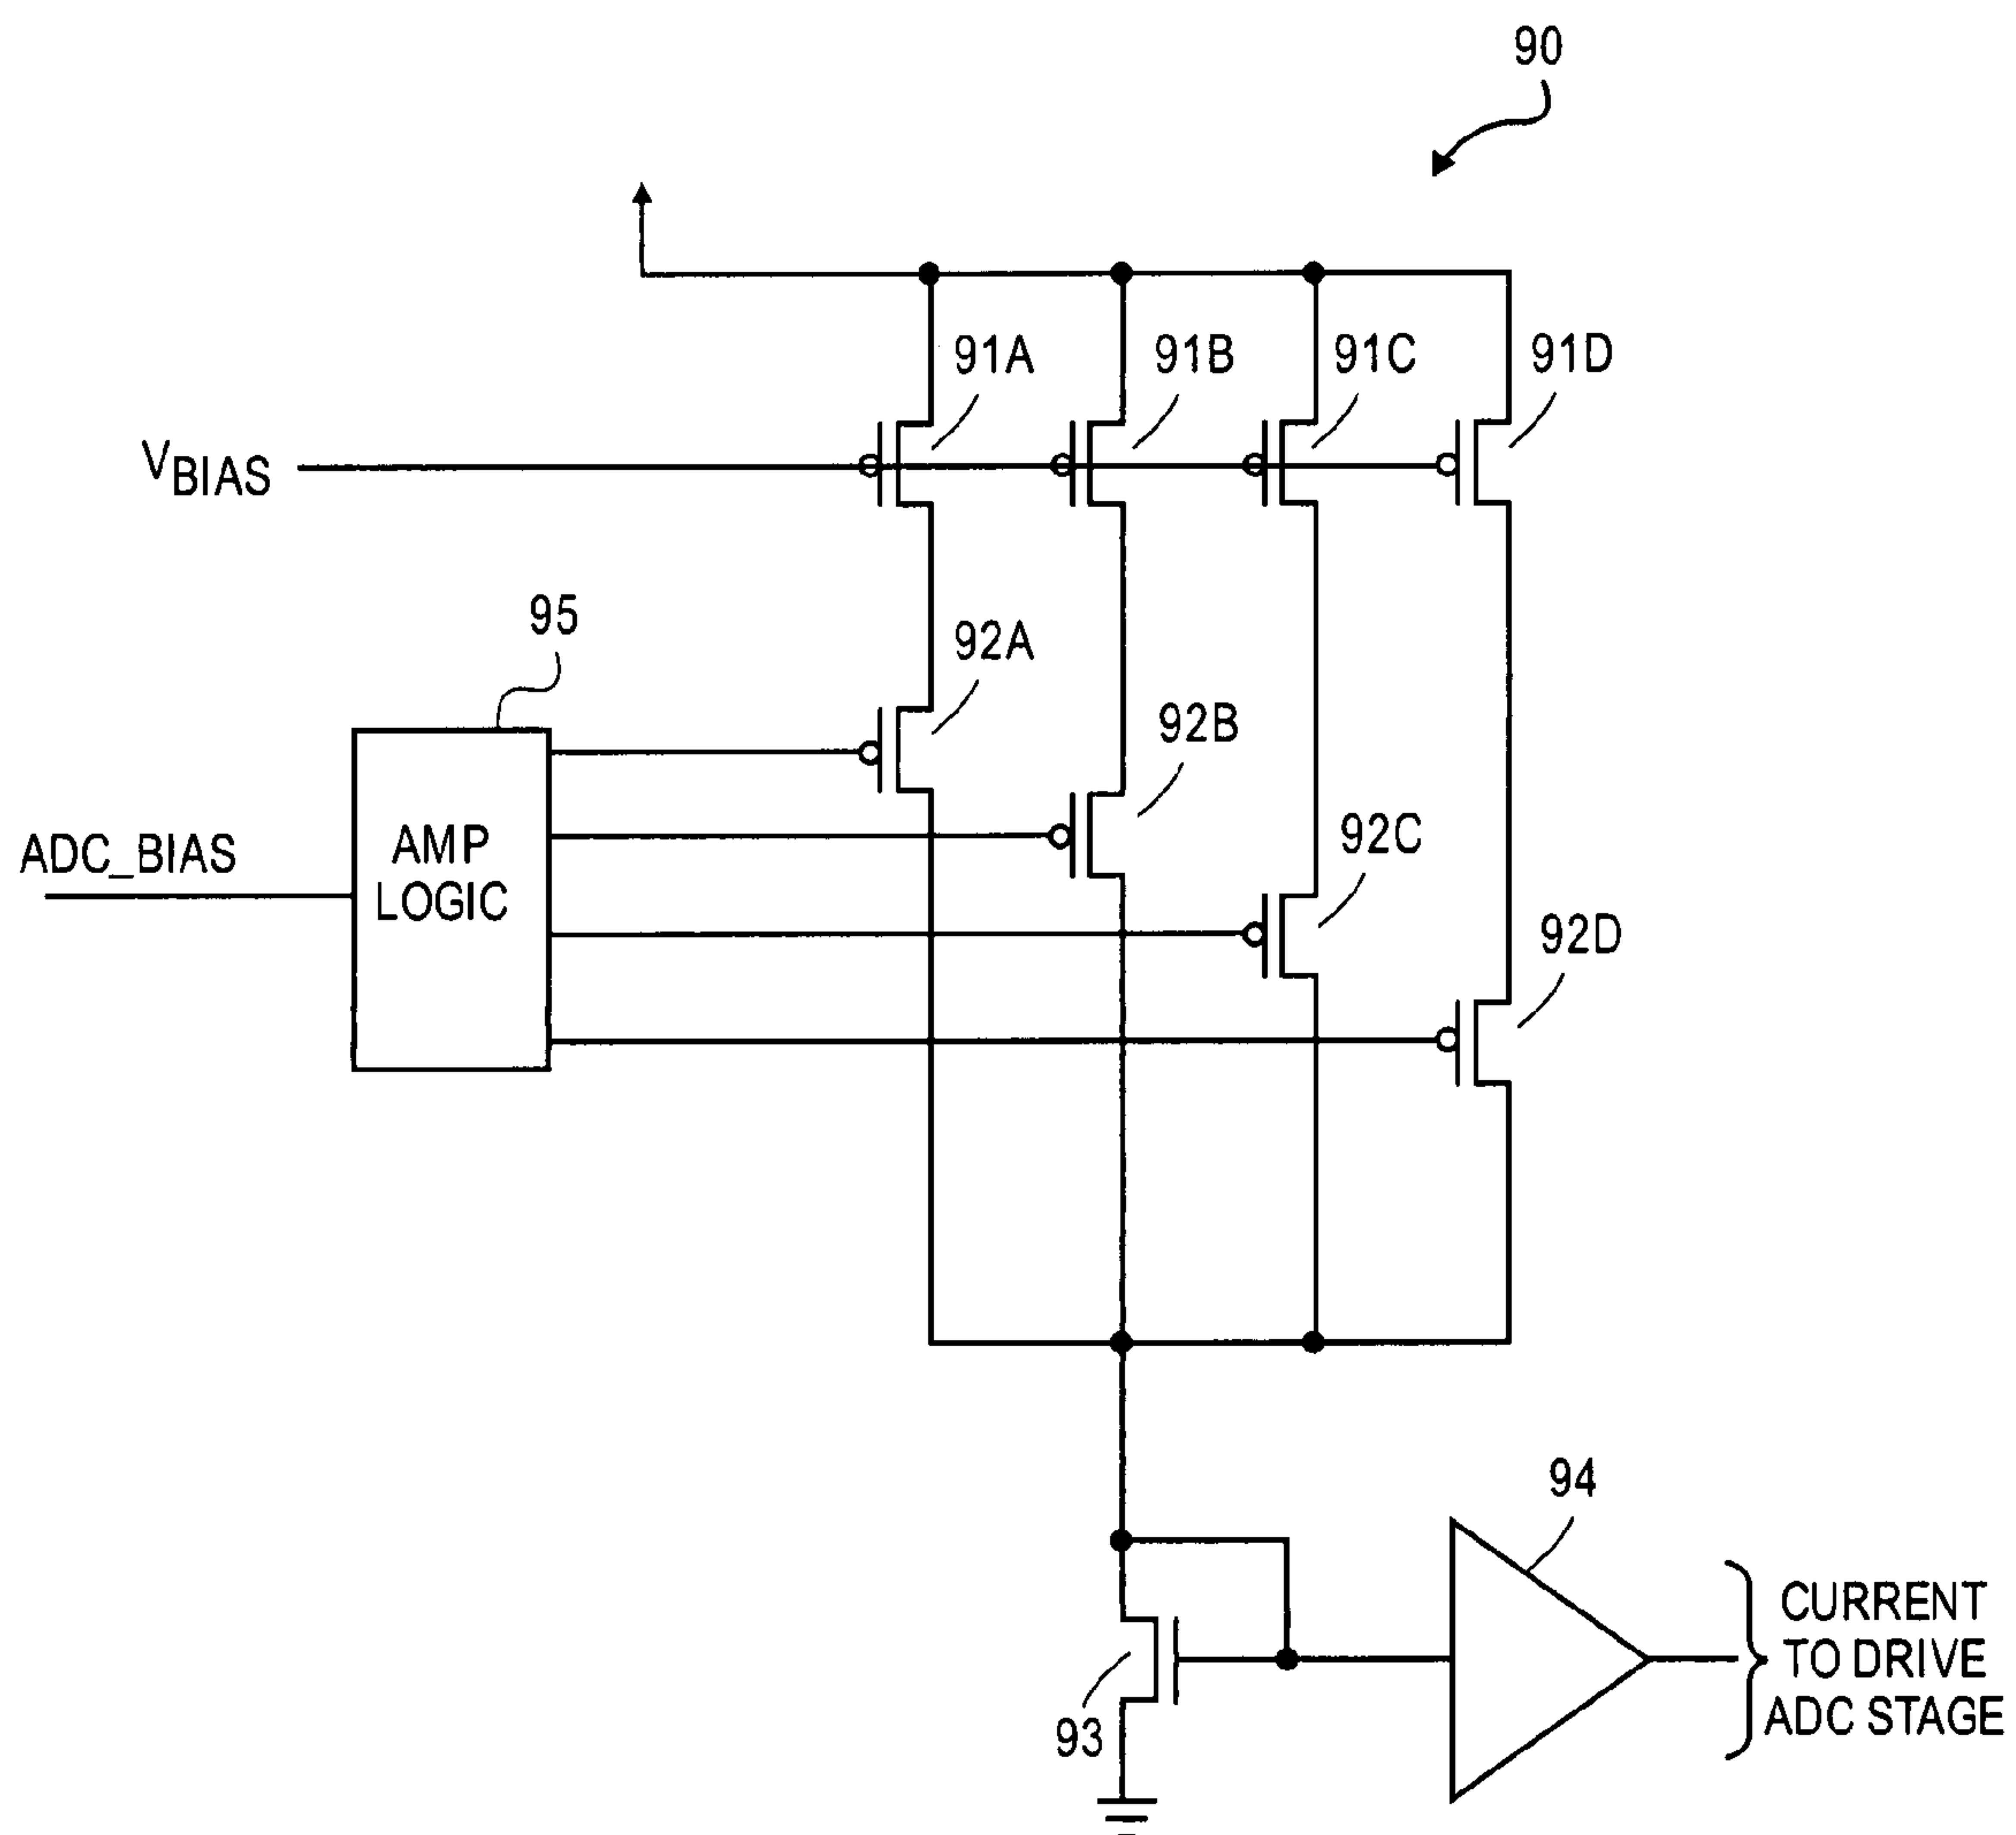 90
91A
91B
91C
91D
VBIAS
95
92A
92B
92C
92D
ADC_BIAS
AMP
LOGIC
94
93
CURRENT
TO DRIVE
ADC STAGE